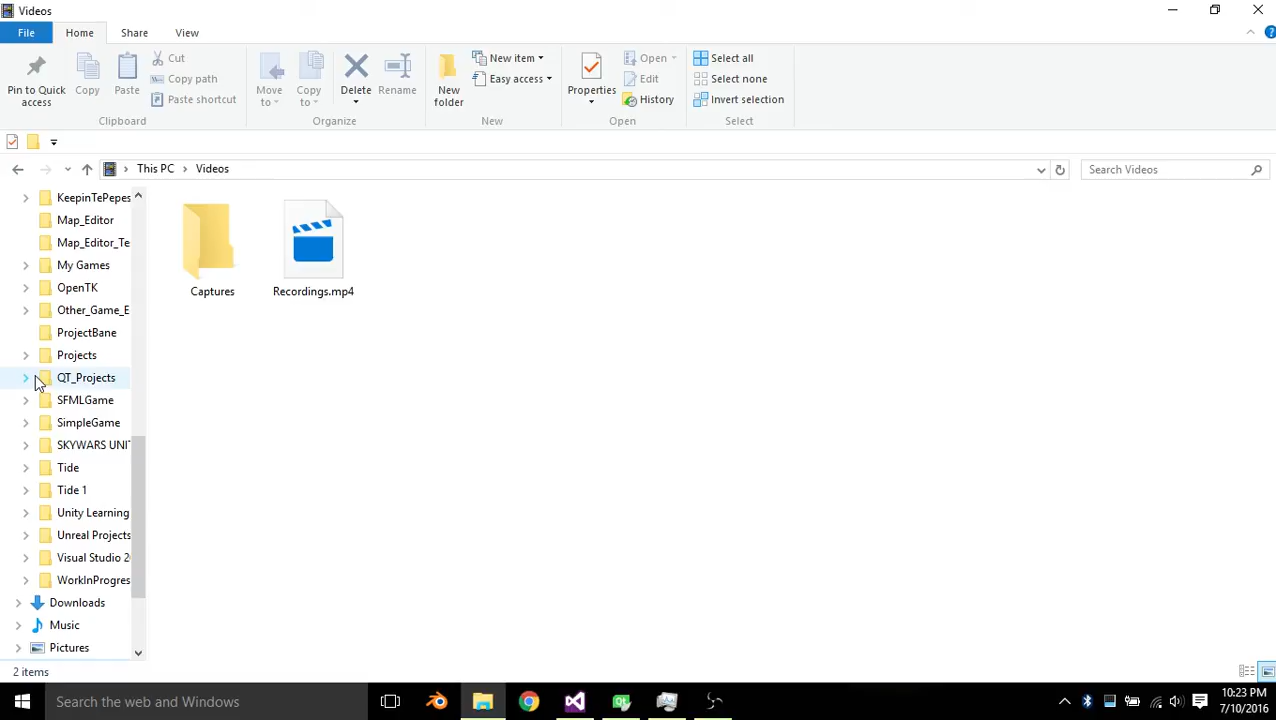 Videos
File Home Share View
Pin to Quick access
Copy
Paste
Cut
Copy path
Paste shortcut
Clipboard
Move to
Copy to
Delete
Rename
Organize
New folder
New item
Easy access
New
Properties
Open
Edit
History
Open
Select all
Select none
Invert selection
Select
This PC Videos
Search Videos
KeepinTePepes
Map_Editor
Map_Editor_Te
My Games
OpenTK
Other_Game_E
ProjectBane
Projects
QT_Projects
SFMLGame
SimpleGame
SKYWARS UNIT
Tide
Tide 1
Unity Learning
Unreal Projects
Visual Studio 2
WorkInProgres
Downloads
Music
Pictures
Captures
Recordings.mp4
2 items
Search the web and Windows
10:23 PM
7/10/2016